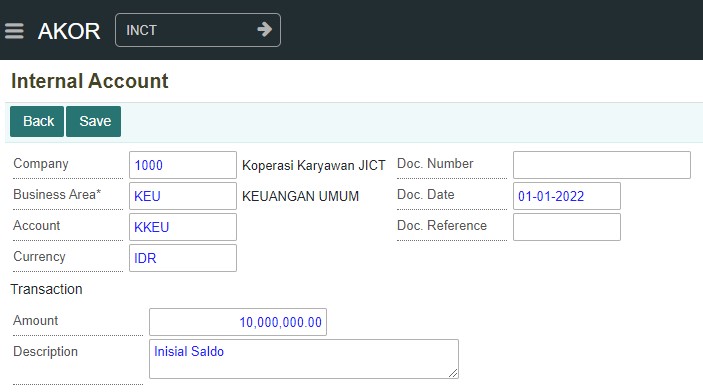 AKOR INCT
Internal Account
Back Save
Company 1000 Koperasi Karyawan JICT Doc. Number
Business Area* KEU KEUANGAN UMUM Doc. Date 01-01-2022
Account KKEU Doc. Reference
Currency IDR
Transaction
Amount 10,000,000.00
Description Inisial Saldo